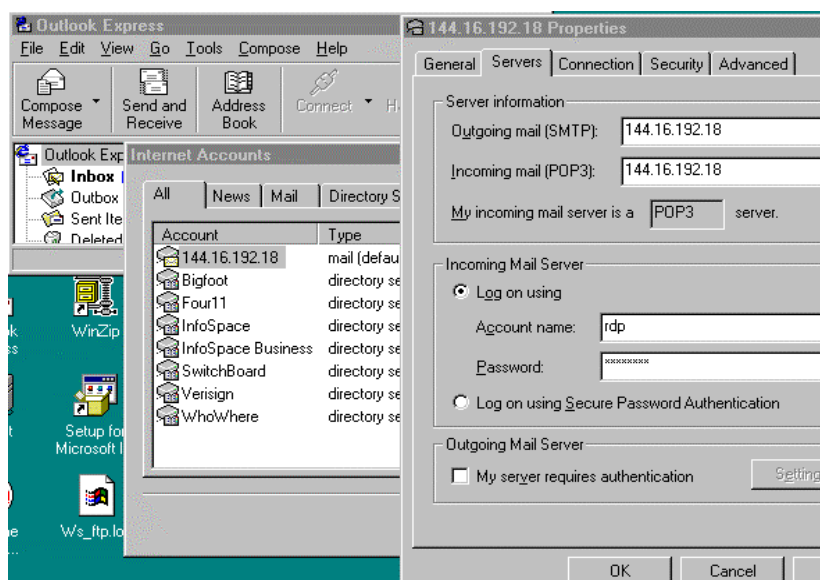 Outlook Express
File Edit View Go Tools Compose Help
Compose Message
Send and Receive
Address Book
Connect
H
Outlook Exp
Inbox
Outbox
Sent Ite
Deleted
WinZip
Setup for
Microsoft I
Ws_ftp.lo
Internet Accounts
All News Mail Directory S
Account Type
144.16.192.18 mail (defau
Bigfoot directory se
Four11 directory se
InfoSpace directory se
InfoSpace Business directory se
SwitchBoard directory se
Verisign directory se
WhoWhere directory se
144.16.192.18 Properties
General Servers Connection Security Advanced
Server information
Outgoing mail (SMTP): 144.16.192.18
Incoming mail (POP3): 144.16.192.18
My incoming mail server is a POP3 server.
Incoming Mail Server
Log on using
Account name: rdp
Password: ********
Log on using Secure Password Authentication
Outgoing Mail Server
My server requires authentication
Setting
OK Cancel